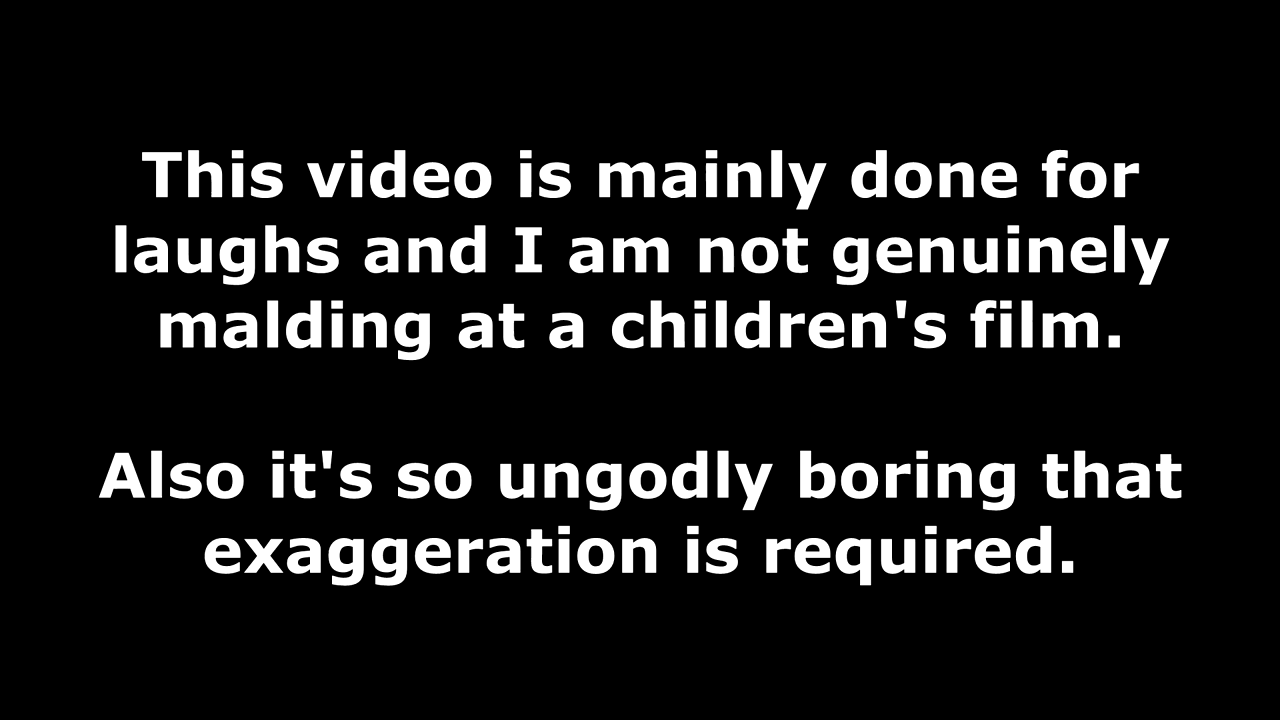 This video is mainly done for
laughs and I am not genuinely
malding at a children's film.
Also it's so ungodly boring that
exaggeration is required.